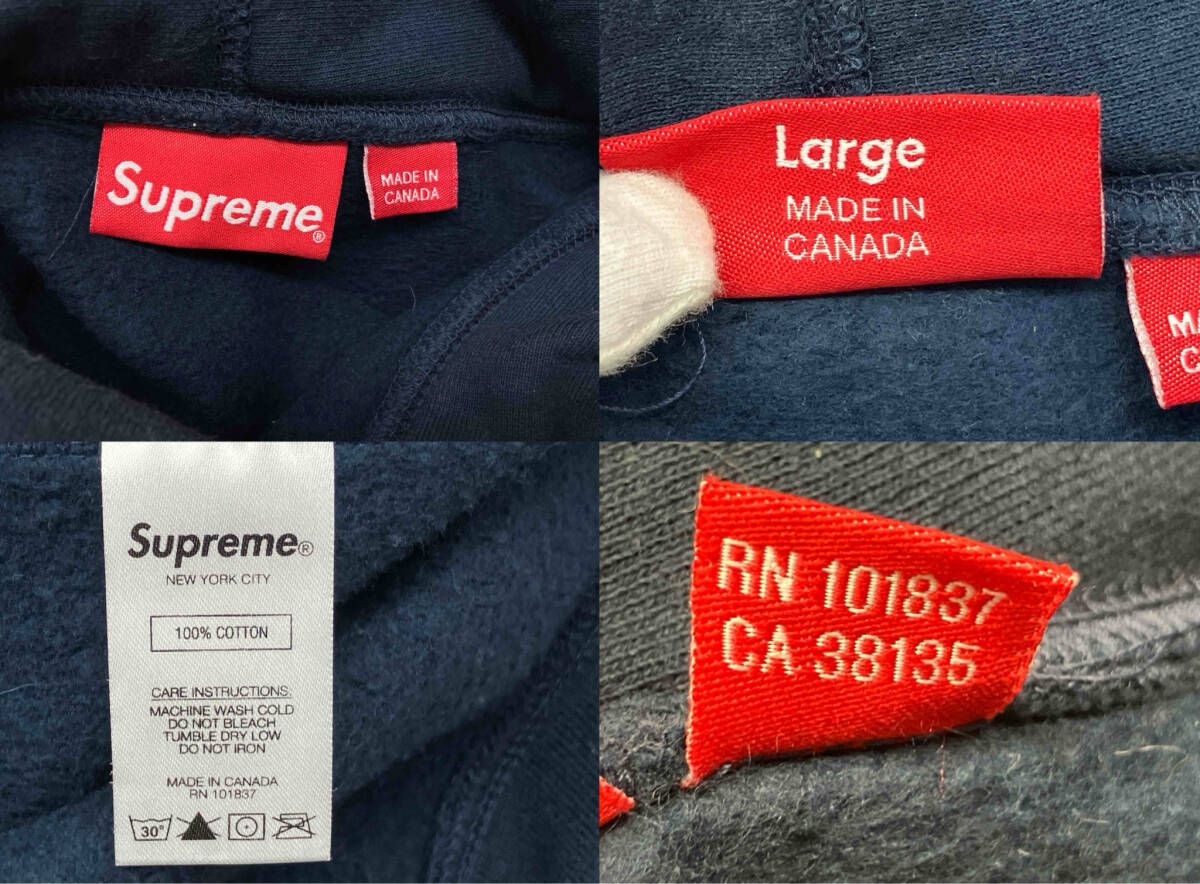 Supreme®
MADE IN
CANADA
Large
MADE IN
CANADA
MA
C
Supreme®
NEW YORK CITY
100% COTTON
CARE INSTRUCTIONS:
MACHINE WASH COLD
DO NOT BLEACH
TUMBLE DRY LOW
DO NOT IRON
MADE IN CANADA
RN 101837
30°
RN 101837
CA 38135